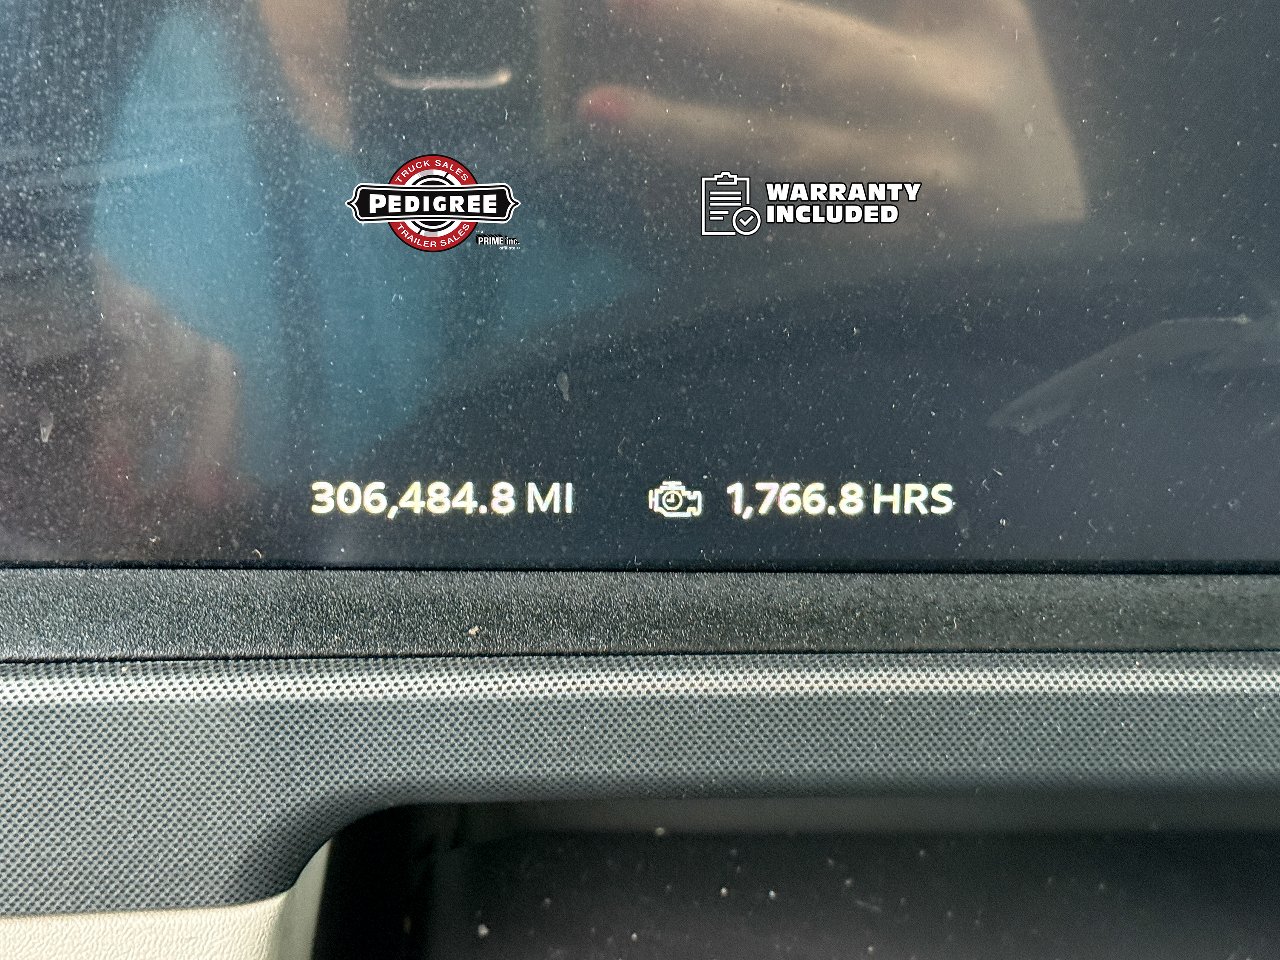 TRUCK SALES
PEDIGREE
TRAILER SALES
PRIME inc.
WARRANTY
INCLUDED
306,484.8 MI
1,766.8 HRS